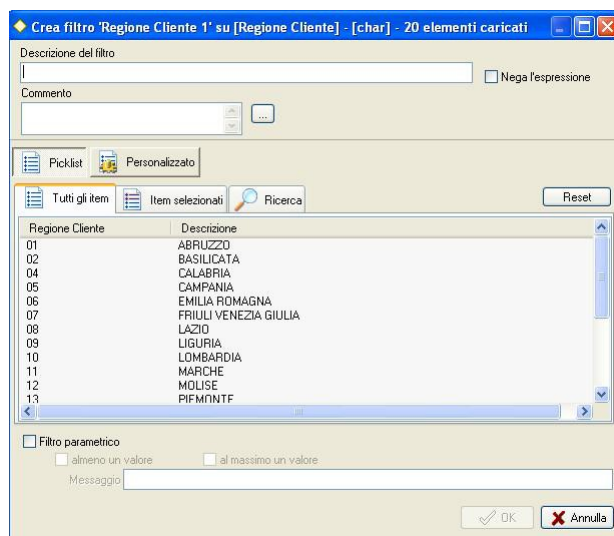 Crea filtro 'Regione Cliente 1' su [Regione Cliente] - [char] - 20 elementi caricati
Descrizione del filtro
Nega l'espressione
Commento
...
Picklist Personalizzato
Tutti gli item Item selezionati Ricerca Reset
Regione Cliente Descrizione
01 ABRUZZO
02 BASILICATA
04 CALABRIA
05 CAMPANIA
06 EMILIA ROMAGNA
07 FRIULI VENEZIA GIULIA
08 LAZIO
09 LIGURIA
10 LOMBARDIA
11 MARCHE
12 MOLISE
13 PIEMONTE
Filtro parametrico
almeno un valore al massimo un valore
Messaggio
OK Annulla